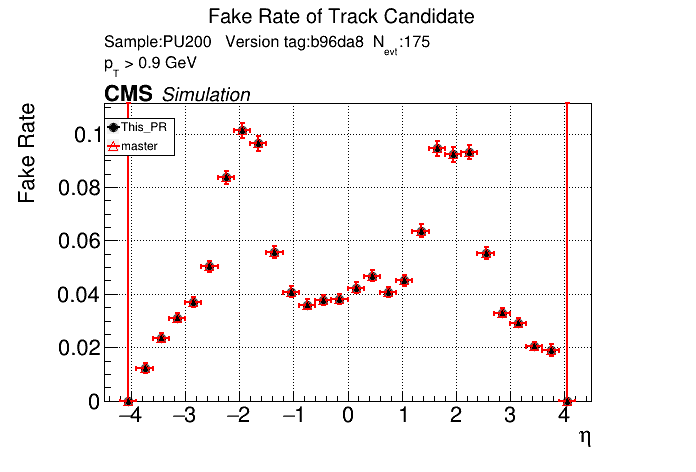 Fake Rate of Track Candidate
Sample:PU200 Version tag:b96da8 N_evt:175
p_T > 0.9 GeV
CMS Simulation
Fake Rate
This_PR
master
0.1
0.08
0.06
0.04
0.02
0
−4 −3 −2 −1 0 1 2 3 4
η